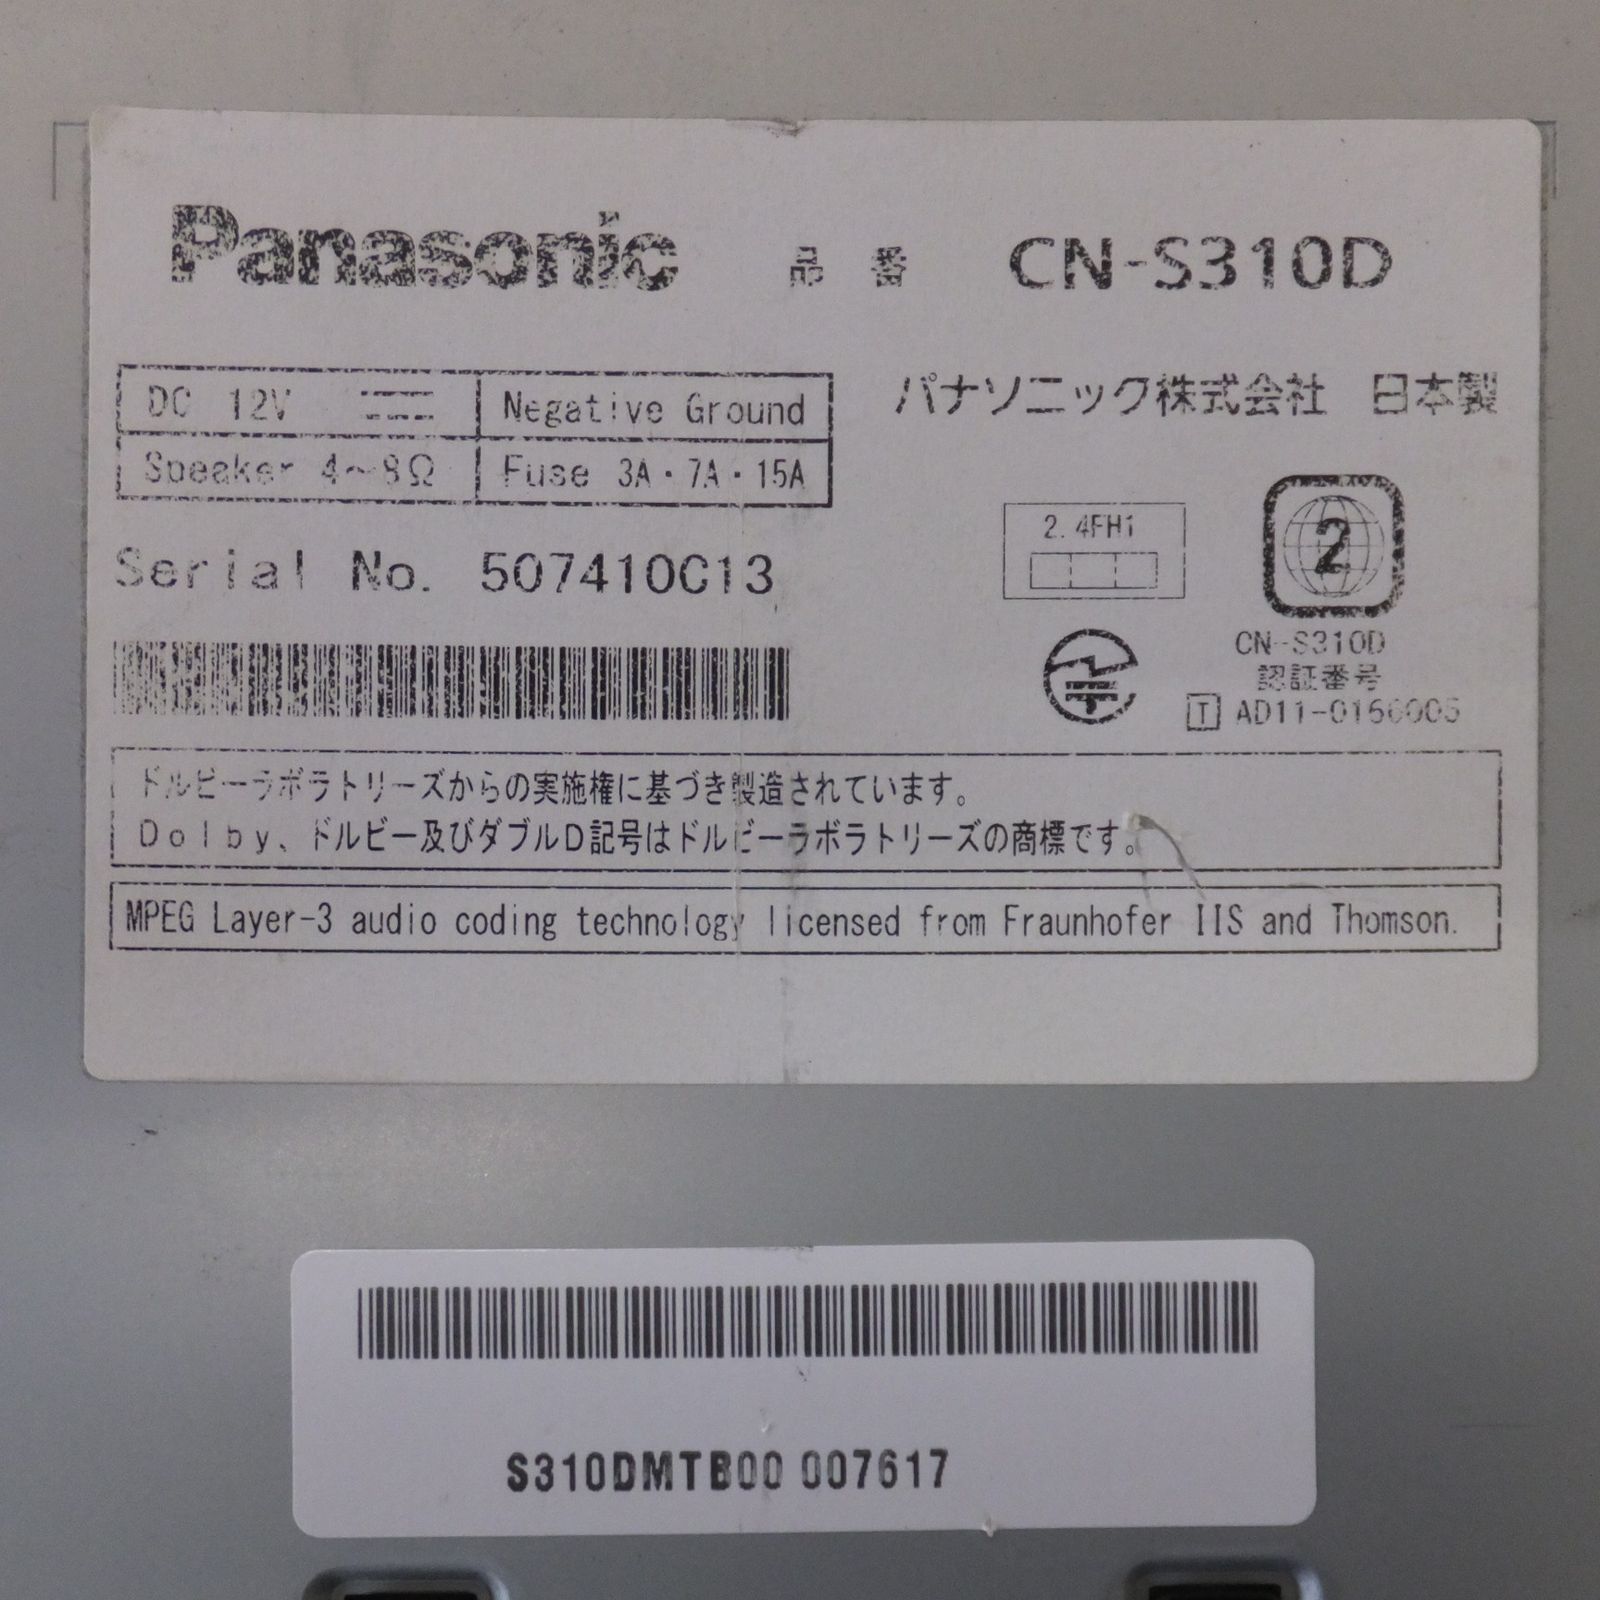 Panasonic 品番 CN-S310D
DC 12V Negative Ground
Speaker 4～8Ω Fuse 3A・7A・15A
パナソニック株式会社 日本製
Serial No. 507410C13
2.4FH1
2
CN-S310D
認証番号
T AD11-0166005
ドルビーラボラトリーズからの実施権に基づき製造されています。
Dolby、ドルビー及びダブルD記号はドルビーラボラトリーズの商標です。
MPEG Layer-3 audio coding technology licensed from Fraunhofer IIS and Thomson.
S310DMTB00 007617